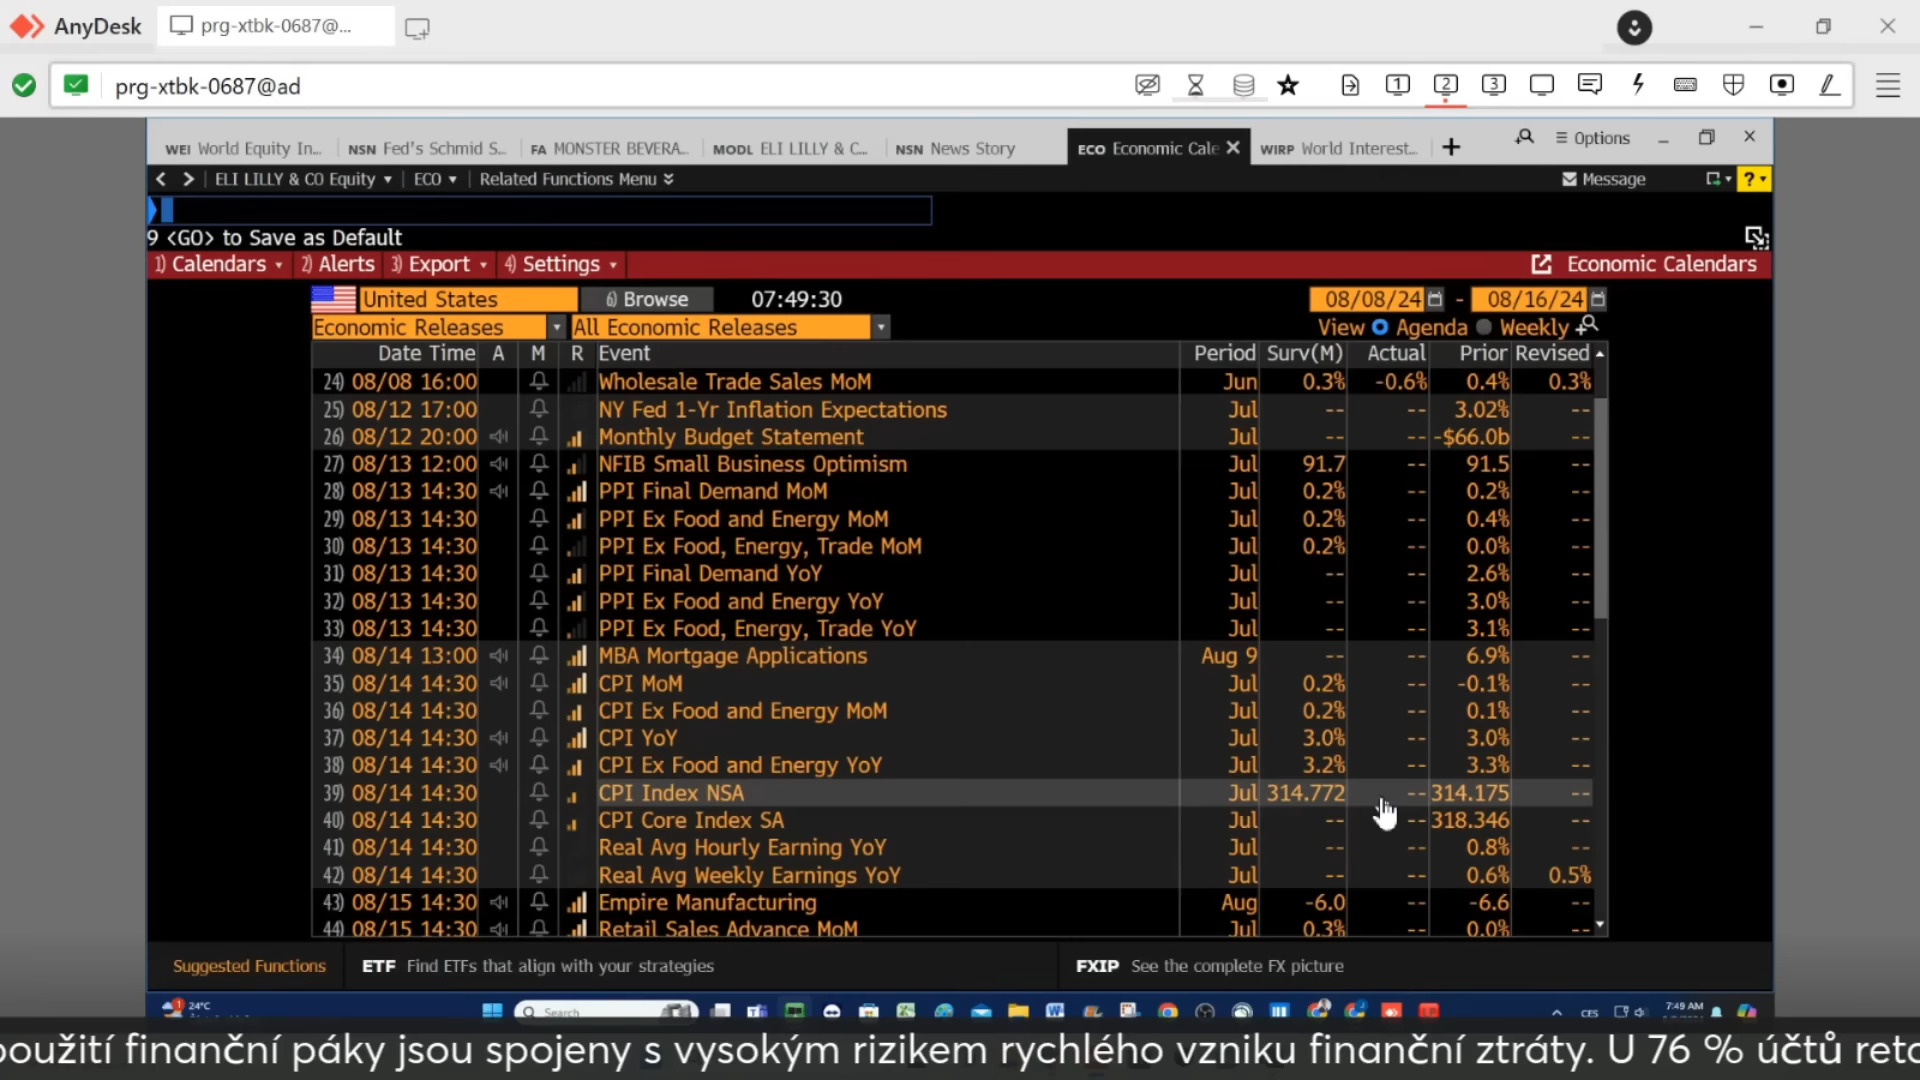 AnyDesk
prg-xtbk-0687@...
prg-xtbk-0687@ad
1 2 3
WEI World Equity In...
NSN Fed's Schmid S...
FA MONSTER BEVERA...
MODL ELI LILLY & C...
NSN News Story
ECO Economic Cale
WIRP World Interest...
Options
ELI LILLY & CO Equity
ECO
Related Functions Menu
Message
?
9 <GO> to Save as Default
1) Calendars 2) Alerts 3) Export 4) Settings Economic Calendars
United States 6) Browse 07:49:30 08/08/24 - 08/16/24
Economic Releases All Economic Releases View Agenda Weekly
Date Time A M R Event Period Surv(M) Actual Prior Revised
24) 08/08 16:00 Wholesale Trade Sales MoM Jun 0.3% -0.6% 0.4% 0.3%
25) 08/12 17:00 NY Fed 1-Yr Inflation Expectations Jul -- -- 3.02% --
26) 08/12 20:00 Monthly Budget Statement Jul -- -- -$66.0b --
27) 08/13 12:00 NFIB Small Business Optimism Jul 91.7 -- 91.5 --
28) 08/13 14:30 PPI Final Demand MoM Jul 0.2% -- 0.2% --
29) 08/13 14:30 PPI Ex Food and Energy MoM Jul 0.2% -- 0.4% --
30) 08/13 14:30 PPI Ex Food, Energy, Trade MoM Jul 0.2% -- 0.0% --
31) 08/13 14:30 PPI Final Demand YoY Jul -- -- 2.6% --
32) 08/13 14:30 PPI Ex Food and Energy YoY Jul -- -- 3.0% --
33) 08/13 14:30 PPI Ex Food, Energy, Trade YoY Jul -- -- 3.1% --
34) 08/14 13:00 MBA Mortgage Applications Aug 9 -- -- 6.9% --
35) 08/14 14:30 CPI MoM Jul 0.2% -- -0.1% --
36) 08/14 14:30 CPI Ex Food and Energy MoM Jul 0.2% -- 0.1% --
37) 08/14 14:30 CPI YoY Jul 3.0% -- 3.0% --
38) 08/14 14:30 CPI Ex Food and Energy YoY Jul 3.2% -- 3.3% --
39) 08/14 14:30 CPI Index NSA Jul 314.772 -- 314.175 --
40) 08/14 14:30 CPI Core Index SA Jul -- -- 318.346 --
41) 08/14 14:30 Real Avg Hourly Earning YoY Jul -- -- 0.8% --
42) 08/14 14:30 Real Avg Weekly Earnings YoY Jul -- -- 0.6% 0.5%
43) 08/15 14:30 Empire Manufacturing Aug -6.0 -- -6.6 --
44) 08/15 14:30 Retail Sales Advance MoM Jul 0.3% -- 0.0% --
Suggested Functions ETF Find ETFs that align with your strategies FXIP See the complete FX picture
24°C Search CES 7:49 AM
použití finanční páky jsou spojeny s vysokým rizikem rychlého vzniku finanční ztráty. U 76 % účtů reta